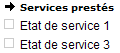 Services prestés
Etat de service 1
Etat de service 3